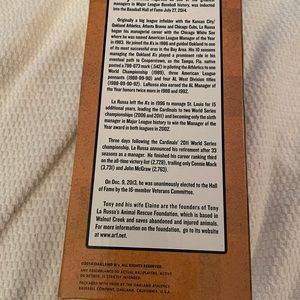 managers in Major League Baseball history, was inducted
into the Baseball Hall of Fame July 27, 2014.
Originally a big league infielder with the Kansas City/
Oakland Athletics, Atlanta Braves and Chicago Cubs, La Russa
began his managerial career with the Chicago White Sox
where he was named American League Manager of the Year
in 1983. He joined the A's in 1986 and guided Oakland to one
of its most successful eras in the Bay Area. His 10 seasons
managing the Oakland A's played a prominent role in his
eventual path to Cooperstown, as the Tampa, Fla. native
posted a 798-673 mark (.542) in piloting the Athletics to one
World Championship (1989), three American League
pennants (1988-89-90) and four AL West Division titles
(1988-89-90-92). LaRussa also earned the AL Manager of
the Year honors twice more in 1988 and 1992.
La Russa left the A's in 1996 to manage St. Louis for 15
additional years, leading the Cardinals to two World Series
championships (2006 and 2011) and becoming only the sixth
manager in Major League history to win the Manager of the
Year award in both leagues in 2002.
Three days following the Cardinals' 2011 World Series
championship, La Russa announced his retirement after 33
seasons as a manager. He finished his career ranking third
on the all-time victory list (2,728), trailing only Connie Mack
(3,731) and John McGraw (2,763).
On Dec. 9, 2013, he was unanimously elected to the Hall
of Fame by the 16-member Veterans Committee.
Tony and his wife Elaine are the founders of Tony
La Russa's Animal Rescue Foundation, which is based in
Walnut Creek and saves abandoned and injured animals.
For more information on the foundation, go to its website
at www.arf.net.
©2014 OAKLAND A's. ALL RIGHTS RESERVED.
ANY RESEMBLANCE TO ACTUAL BALLPLAYERS, ACTIVE
OR RETIRED, IS STRICTLY INTENDED.
PACKAGED WITH PRIDE BY THE OAKLAND ATHLETICS
BASEBALL COMPANY, OAKLAND, CALIFORNIA, U.S.A.